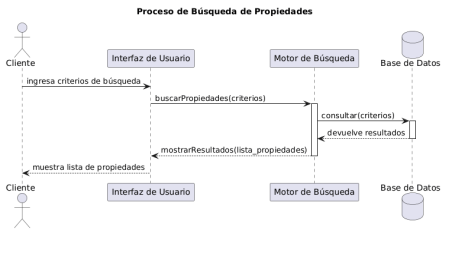 Proceso de Búsqueda de Propiedades
Cliente
Interfaz de Usuario
Motor de Búsqueda
Base de Datos
ingresa criterios de búsqueda
buscarPropiedades(criterios)
consultar(criterios)
devuelve resultados
mostrarResultados(lista_propiedades)
muestra lista de propiedades
Cliente
Interfaz de Usuario
Motor de Búsqueda
Base de Datos